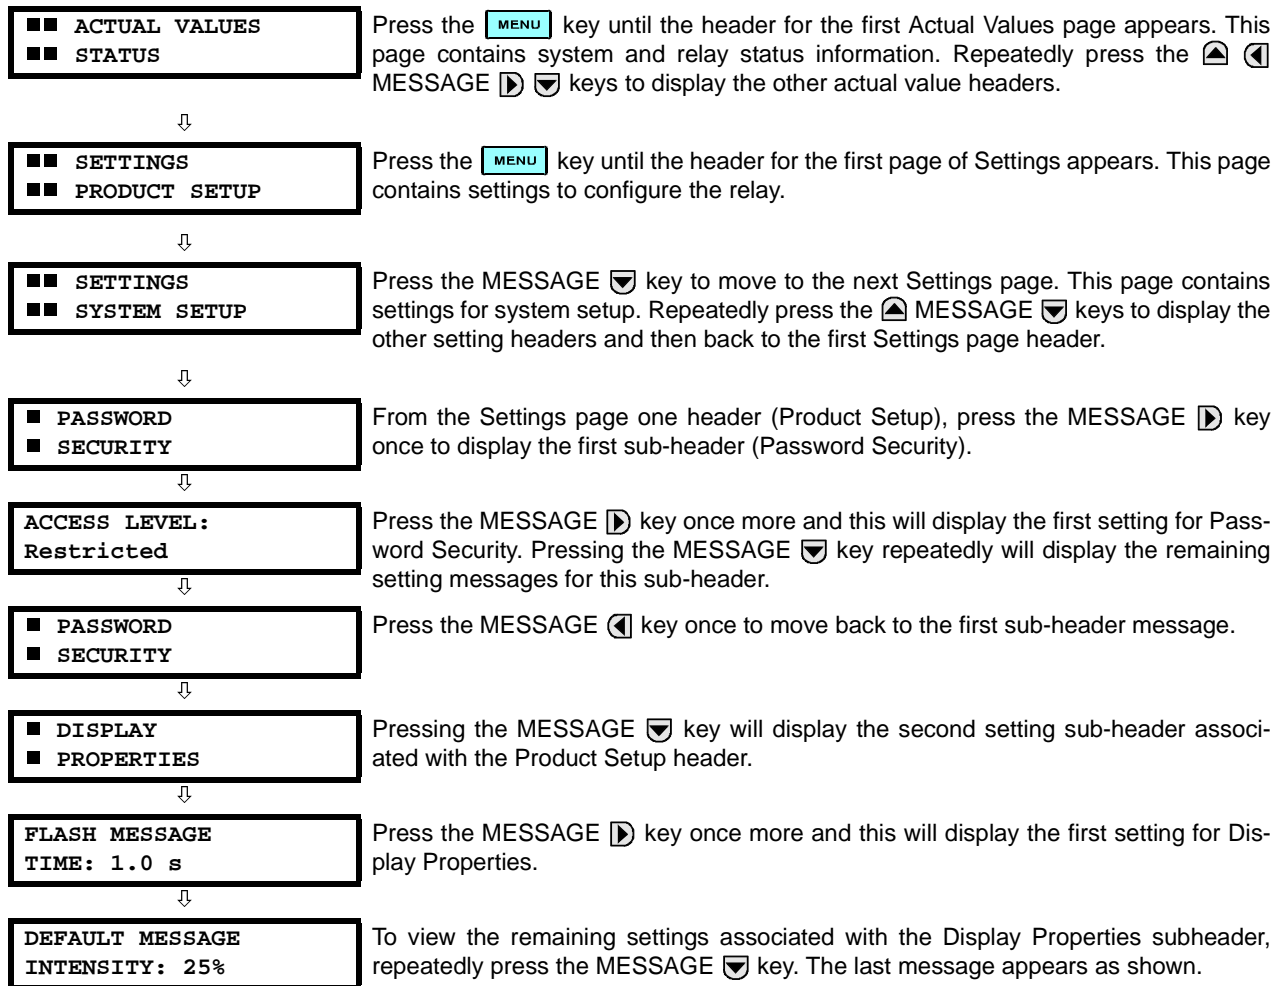 ■■ ACTUAL VALUES
■■ STATUS
Press the MENU key until the header for the first Actual Values page appears. This
page contains system and relay status information. Repeatedly press the ▲ ◀
MESSAGE ▶ ▼ keys to display the other actual value headers.
⇩
■■ SETTINGS
■■ PRODUCT SETUP
Press the MENU key until the header for the first page of Settings appears. This page
contains settings to configure the relay.
⇩
■■ SETTINGS
■■ SYSTEM SETUP
Press the MESSAGE ▼ key to move to the next Settings page. This page contains
settings for system setup. Repeatedly press the ▲ MESSAGE ▼ keys to display the
other setting headers and then back to the first Settings page header.
⇩
■ PASSWORD
■ SECURITY
From the Settings page one header (Product Setup), press the MESSAGE ▶ key
once to display the first sub-header (Password Security).
⇩
ACCESS LEVEL:
Restricted
Press the MESSAGE ▶ key once more and this will display the first setting for Pass-
word Security. Pressing the MESSAGE ▼ key repeatedly will display the remaining
setting messages for this sub-header.
⇩
■ PASSWORD
■ SECURITY
Press the MESSAGE ◀ key once to move back to the first sub-header message.
⇩
■ DISPLAY
■ PROPERTIES
Pressing the MESSAGE ▼ key will display the second setting sub-header associ-
ated with the Product Setup header.
⇩
FLASH MESSAGE
TIME: 1.0 s
Press the MESSAGE ▶ key once more and this will display the first setting for Dis-
play Properties.
⇩
DEFAULT MESSAGE
INTENSITY: 25%
To view the remaining settings associated with the Display Properties subheader,
repeatedly press the MESSAGE ▼ key. The last message appears as shown.